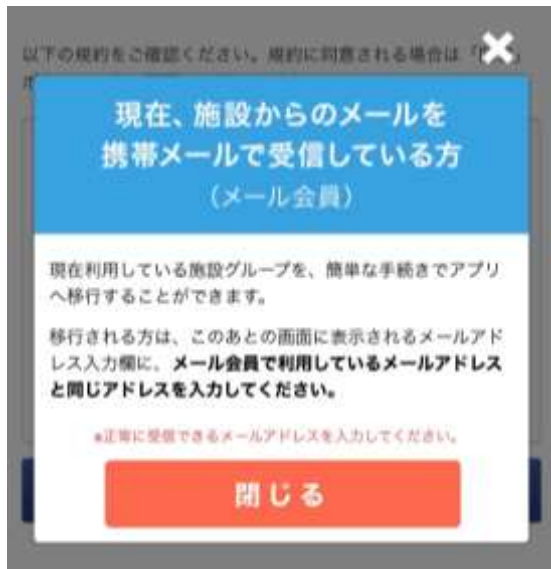 以下の規約をご確認ください。規約に同意される場合は「
現在、施設からのメールを
携帯メールで受信している方
（メール会員）
現在利用している施設グループを、簡単な手続きでアプリ
へ移行することができます。
移行される方は、このあとの画面に表示されるメールアド
レス入力欄に、メール会員で利用しているメールアドレス
と同じアドレスを入力してください。
※正常に受信できるメールアドレスを入力してください。
閉じる